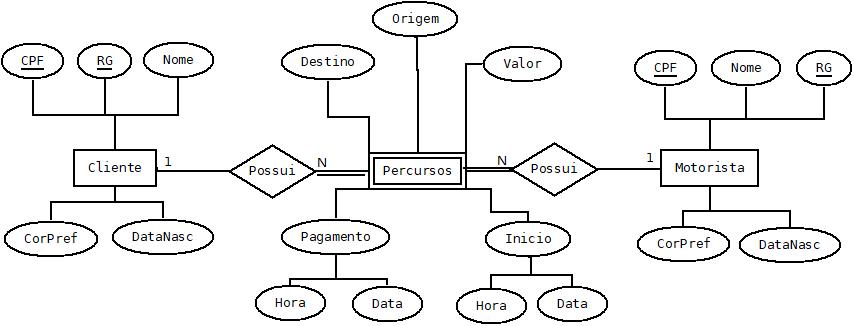 Origem
CPF
RG
Nome
Destino
Valor
CPF
Nome
RG
Cliente
1
Possui
N
Percursos
N
Possui
1
Motorista
CorPref
DataNasc
Pagamento
Inicio
CorPref
DataNasc
Hora
Data
Hora
Data